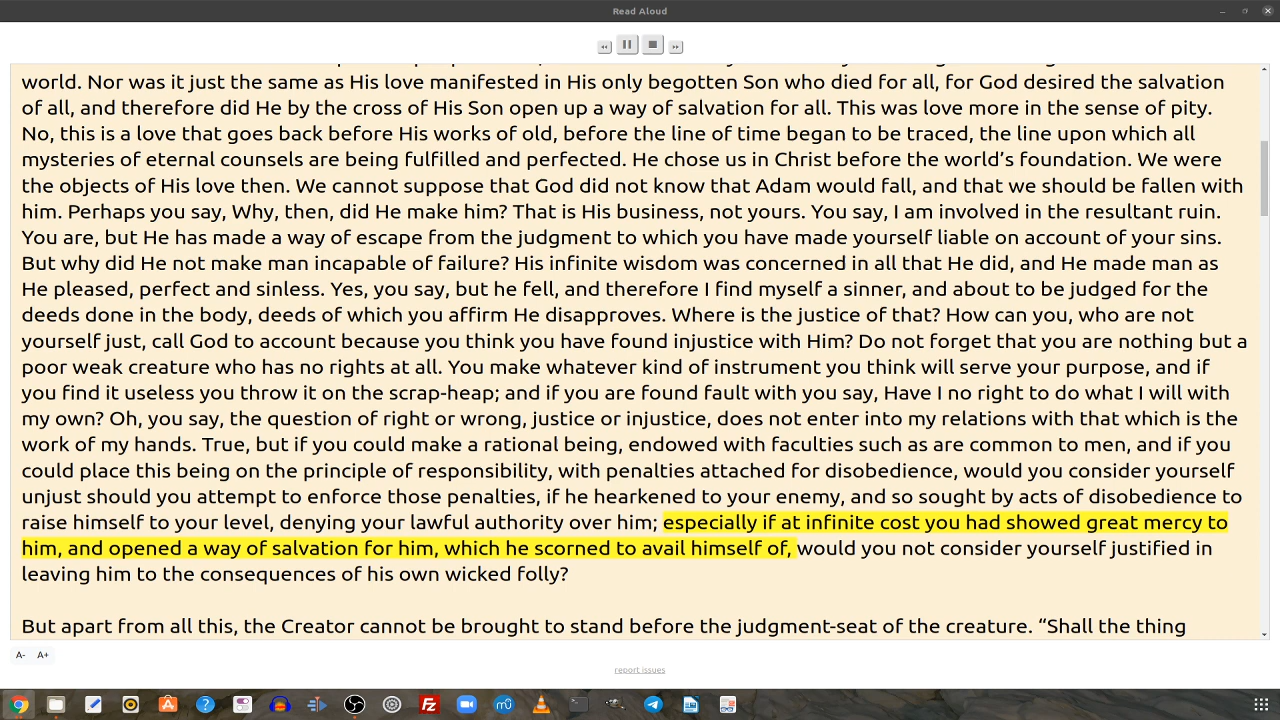 Read Aloud
world. Nor was it just the same as His love manifested in His only begotten Son who died for all, for God desired the salvation
of all, and therefore did He by the cross of His Son open up a way of salvation for all. This was love more in the sense of pity.
No, this is a love that goes back before His works of old, before the line of time began to be traced, the line upon which all
mysteries of eternal counsels are being fulfilled and perfected. He chose us in Christ before the world’s foundation. We were
the objects of His love then. We cannot suppose that God did not know that Adam would fall, and that we should be fallen with
him. Perhaps you say, Why, then, did He make him? That is His business, not yours. You say, I am involved in the resultant ruin.
You are, but He has made a way of escape from the judgment to which you have made yourself liable on account of your sins.
But why did He not make man incapable of failure? His infinite wisdom was concerned in all that He did, and He made man as
He pleased, perfect and sinless. Yes, you say, but he fell, and therefore I find myself a sinner, and about to be judged for the
deeds done in the body, deeds of which you affirm He disapproves. Where is the justice of that? How can you, who are not
yourself just, call God to account because you think you have found injustice with Him? Do not forget that you are nothing but a
poor weak creature who has no rights at all. You make whatever kind of instrument you think will serve your purpose, and if
you find it useless you throw it on the scrap-heap; and if you are found fault with you say, Have I no right to do what I will with
my own? Oh, you say, the question of right or wrong, justice or injustice, does not enter into my relations with that which is the
work of my hands. True, but if you could make a rational being, endowed with faculties such as are common to men, and if you
could place this being on the principle of responsibility, with penalties attached for disobedience, would you consider yourself
unjust should you attempt to enforce those penalties, if he hearkened to your enemy, and so sought by acts of disobedience to
raise himself to your level, denying your lawful authority over him; especially if at infinite cost you had showed great mercy to
him, and opened a way of salvation for him, which he scorned to avail himself of, would you not consider yourself justified in
leaving him to the consequences of his own wicked folly?
But apart from all this, the Creator cannot be brought to stand before the judgment-seat of the creature. “Shall the thing
A- A+
report issues